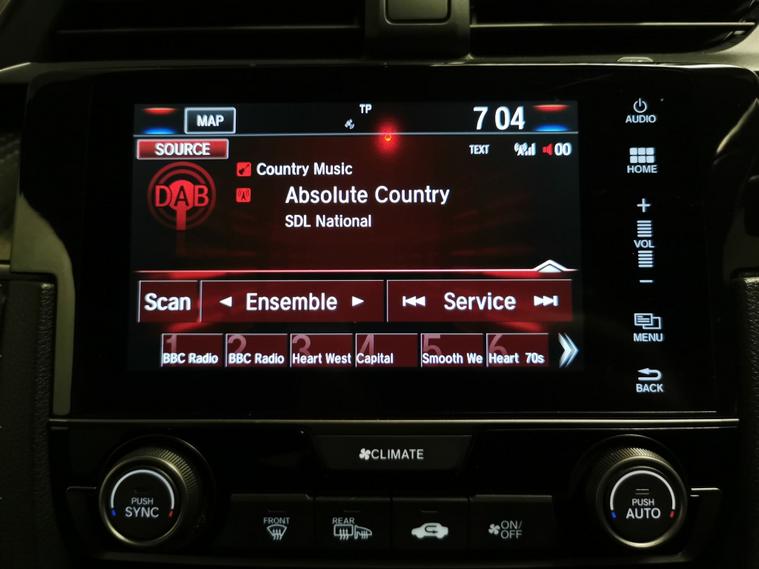 TP
MAP
7 04
AUDIO
SOURCE
TEXT
00
Country Music
DAB
Absolute Country
SDL National
HOME
VOL
Scan
Ensemble
Service
MENU
1 2 3 4 5 6
BBC Radio BBC Radio Heart West Capital Smooth We Heart 70s
BACK
CLIMATE
PUSH
SYNC
PUSH
AUTO
FRONT
REAR
ON/
OFF